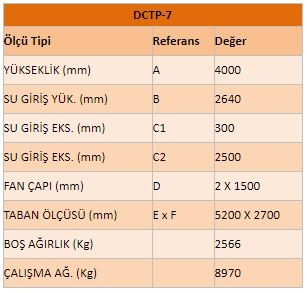 DCTP-7
Ölçü Tipi Referans Değer
YÜKSEKLİK (mm) A 4000
SU GİRİŞ YÜK. (mm) B 2640
SU GİRİŞ EKS. (mm) C1 300
SU GİRİŞ EKS. (mm) C2 2500
FAN ÇAPI (mm) D 2 X 1500
TABAN ÖLÇÜSÜ (mm) E x F 5200 X 2700
BOŞ AĞIRLIK (Kg) 2566
ÇALIŞMA AĞ. (Kg) 8970